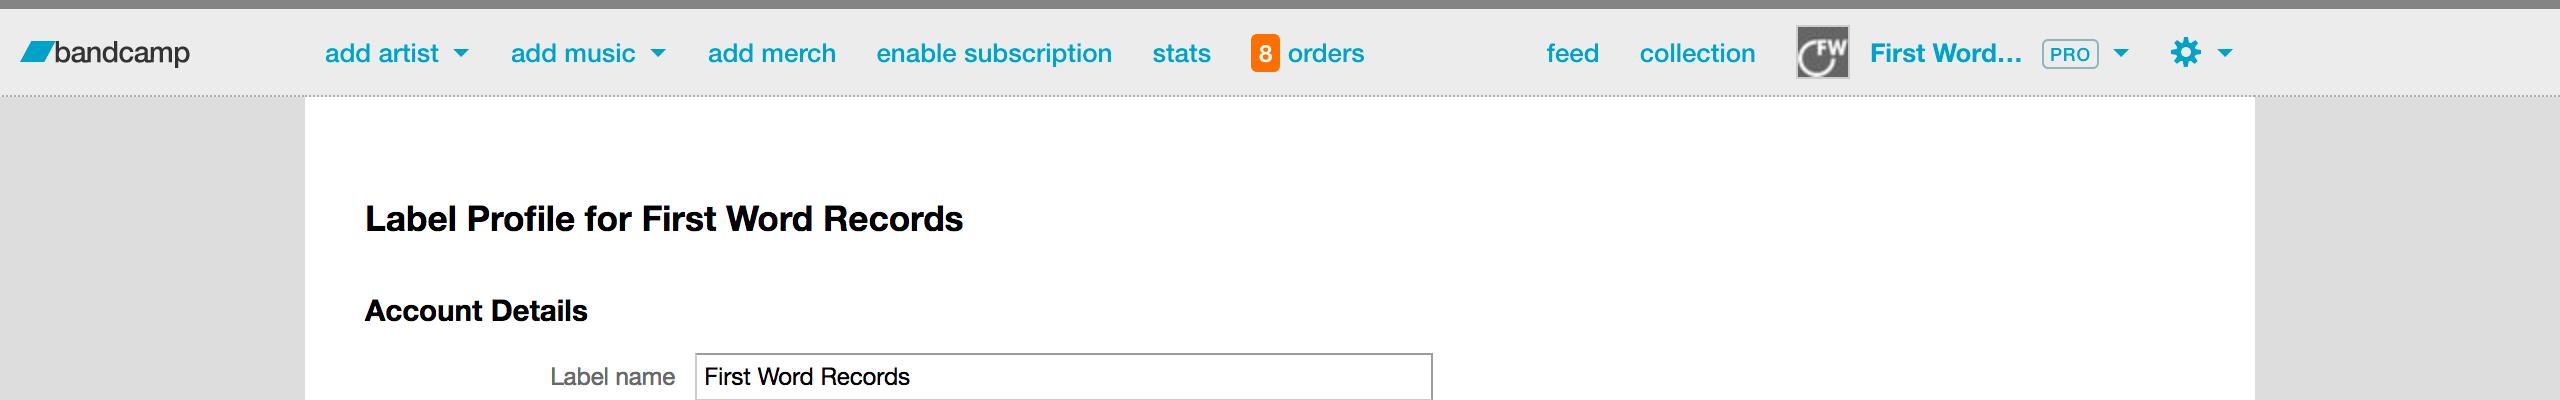 bandcamp add artist add music add merch enable subscription stats 8 orders feed collection FW First Word... PRO
Label Profile for First Word Records
Account Details
Label name First Word Records